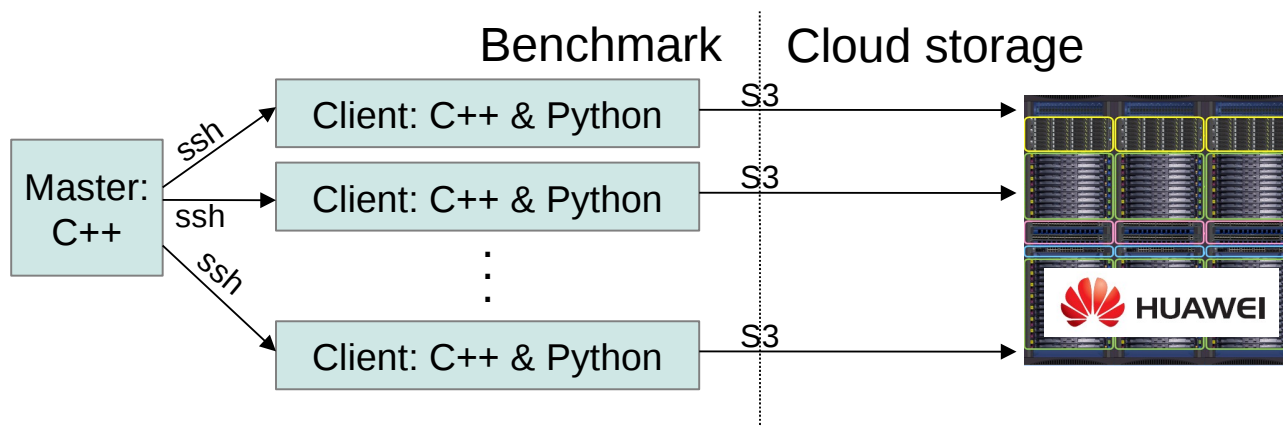 Benchmark
Cloud storage
Master:
C++
ssh
ssh
ssh
Client: C++ & Python
S3
Client: C++ & Python
S3
Client: C++ & Python
S3
HUAWEI